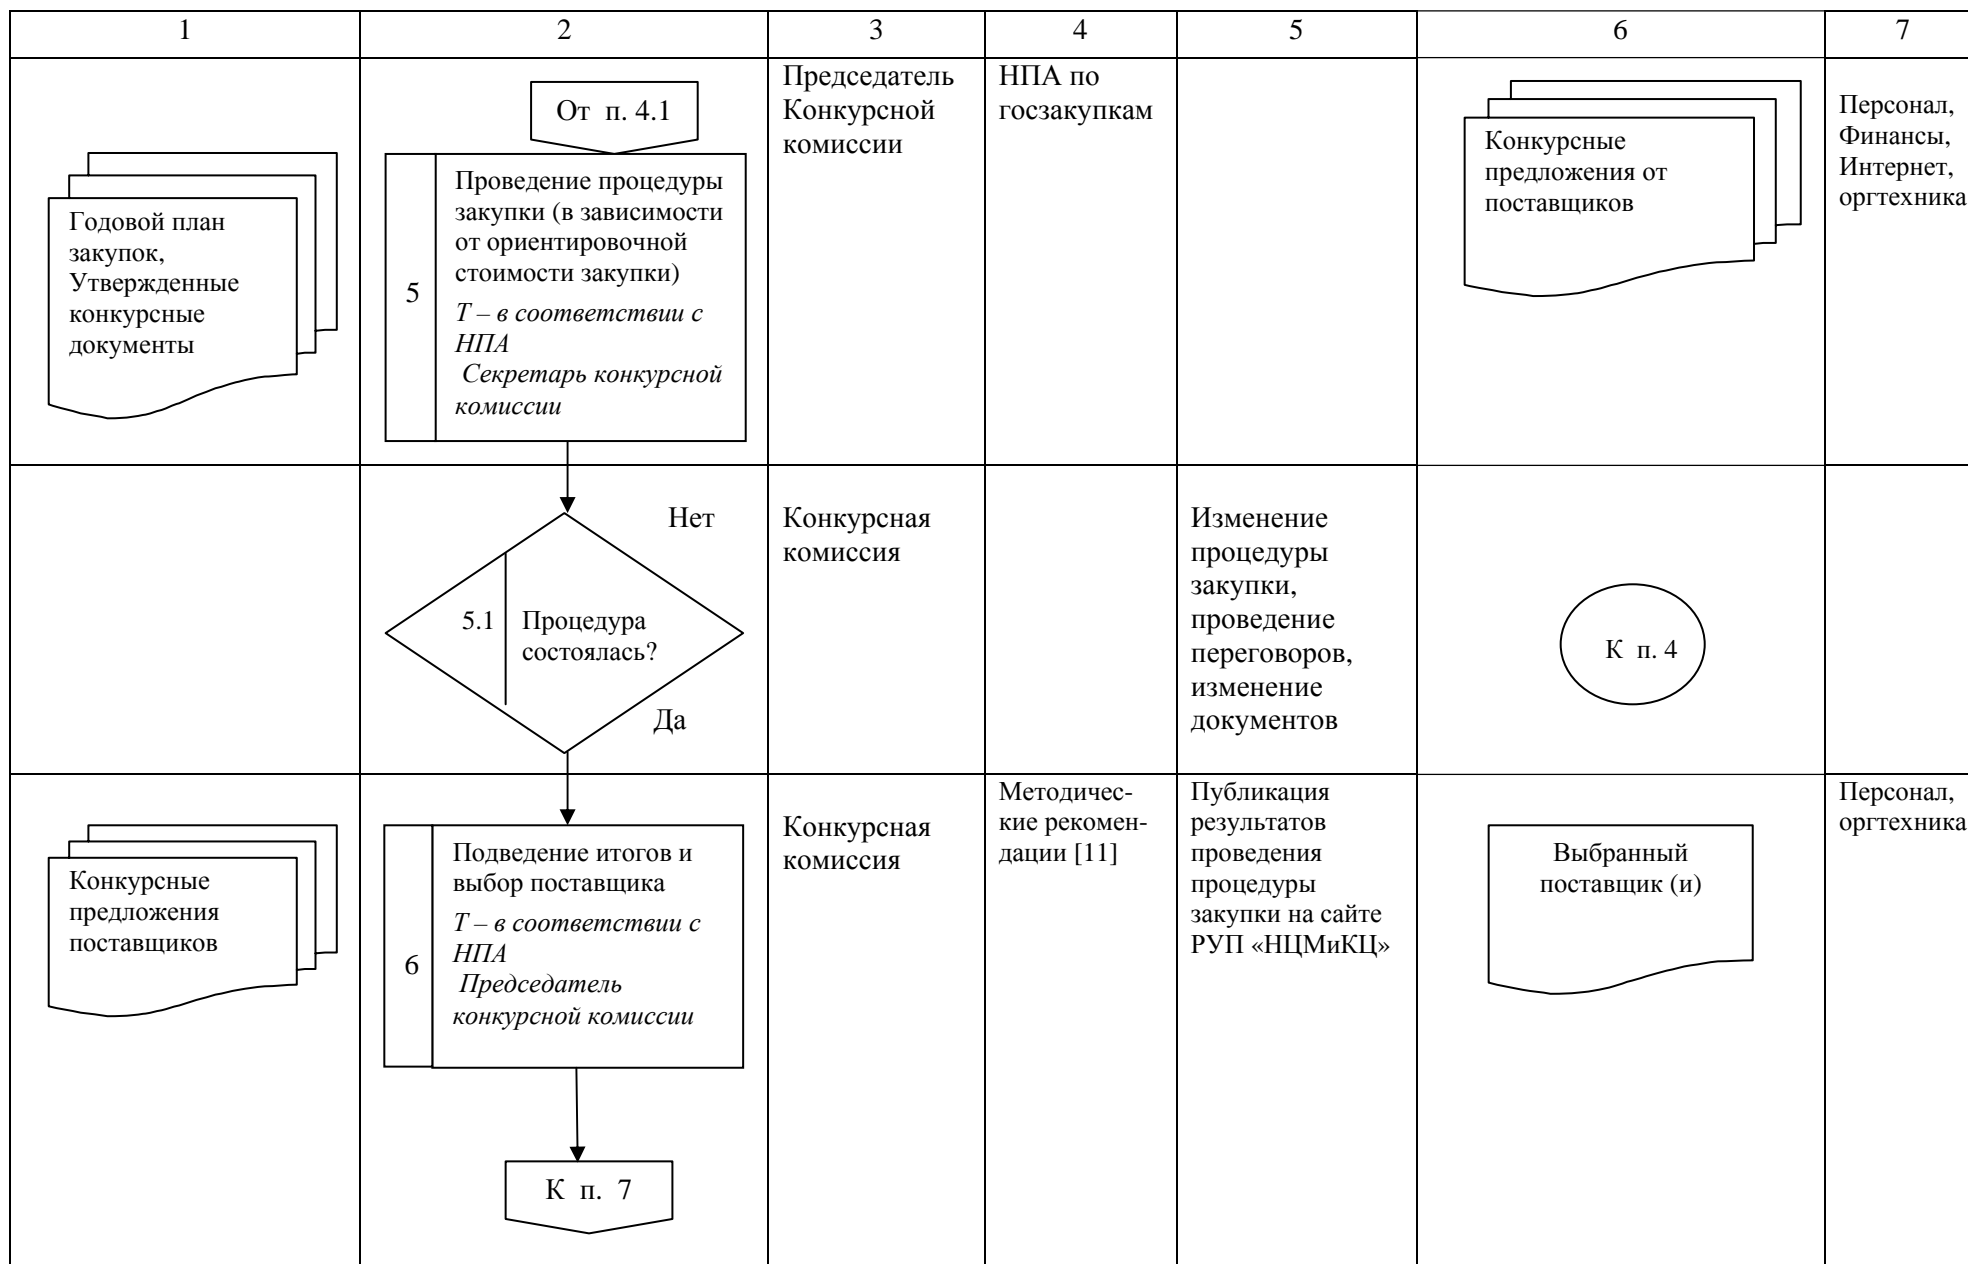 1
2
3
4
5
6
7
Годовой план
закупок,
Утвержденные
конкурсные
документы
От п. 4.1
5
Проведение процедуры
закупки (в зависимости
от ориентировочной
стоимости закупки)
Т – в соответствии с
НПА
Секретарь конкурсной
комиссии
Председатель
Конкурсной
комиссии
НПА по
госзакупкам
Конкурсные
предложения от
поставщиков
Персонал,
Финансы,
Интернет,
оргтехника
Нет
5.1
Процедура
состоялась?
Да
Конкурсная
комиссия
Изменение
процедуры
закупки,
проведение
переговоров,
изменение
документов
К п. 4
Конкурсные
предложения
поставщиков
6
Подведение итогов и
выбор поставщика
Т – в соответствии с
НПА
Председатель
конкурсной комиссии
К п. 7
Конкурсная
комиссия
Методичес-
кие рекомен-
дации [11]
Публикация
результатов
проведения
процедуры
закупки на сайте
РУП «НЦМиКЦ»
Выбранный
поставщик (и)
Персонал,
оргтехника